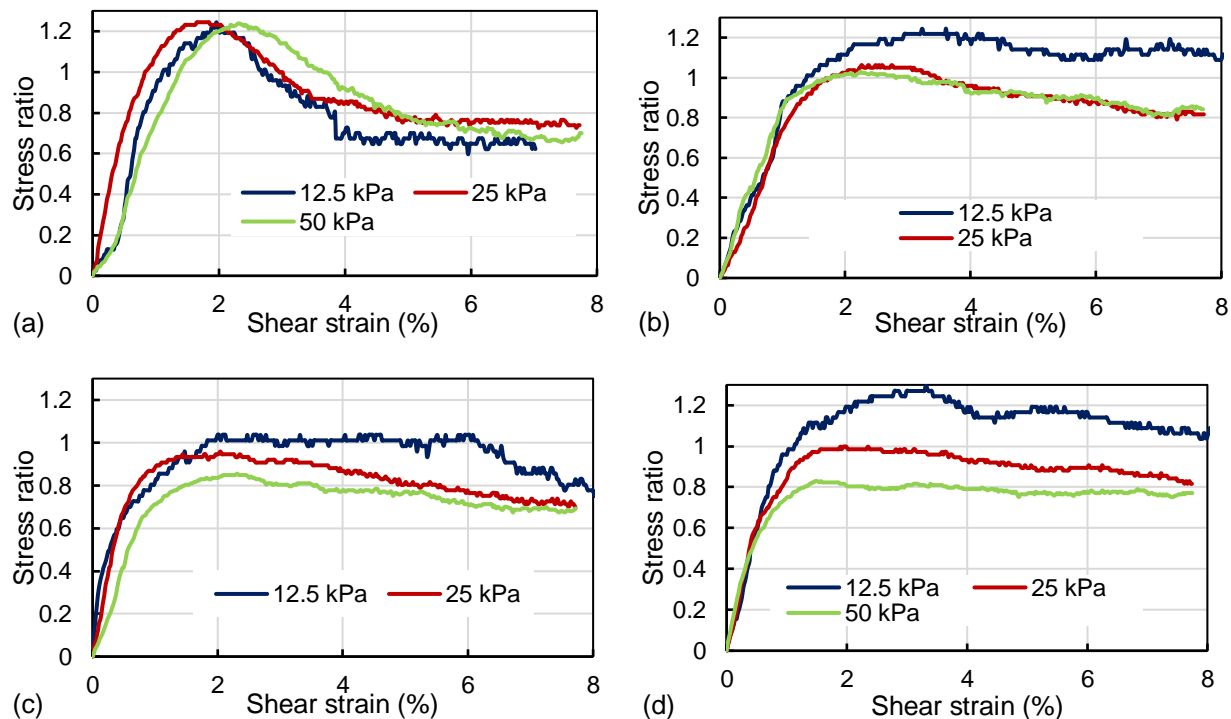 1.2
1
0.8
0.6
0.4
0.2
0
Stress ratio
12.5 kPa
25 kPa
50 kPa
0 2 4 6 8
Shear strain (%)
(a)
1.2
1
0.8
0.6
0.4
0.2
0
Stress ratio
12.5 kPa
25 kPa
0 2 4 6 8
Shear strain (%)
(b)
1.2
1
0.8
0.6
0.4
0.2
0
Stress ratio
12.5 kPa
25 kPa
0 2 4 6 8
Shear strain (%)
(c)
1.2
1
0.8
0.6
0.4
0.2
0
Stress ratio
12.5 kPa
25 kPa
50 kPa
0 2 4 6 8
Shear strain (%)
(d)